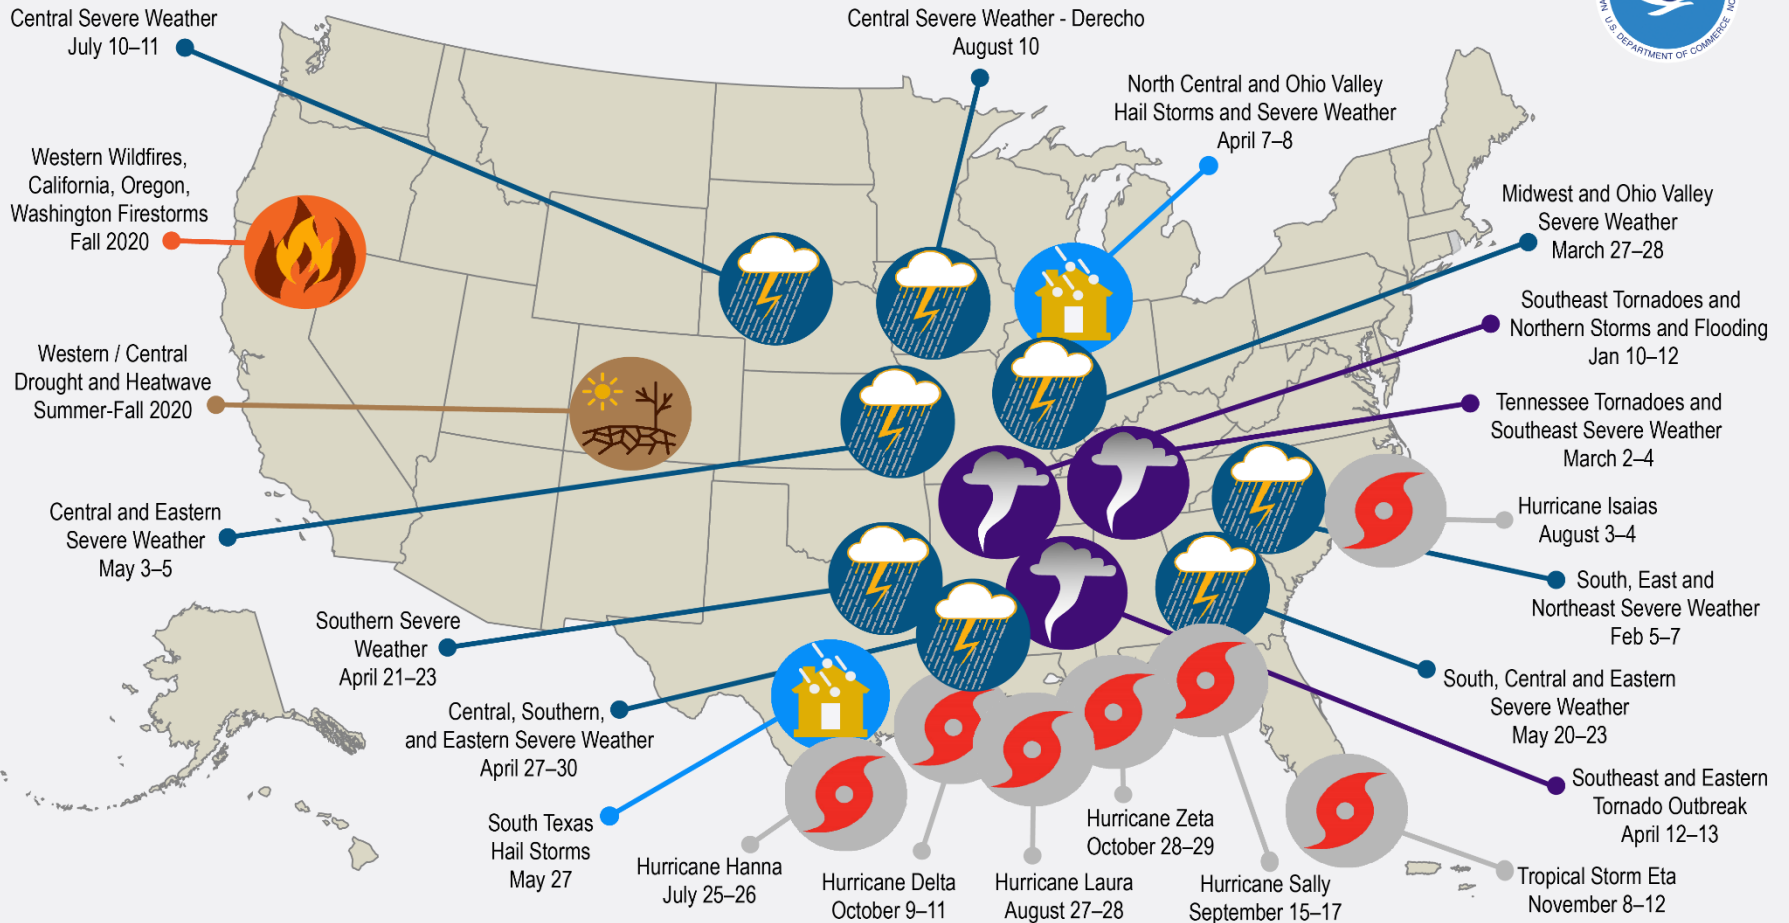 Central Severe Weather
July 10–11
Central Severe Weather - Derecho
August 10
U.S. DEPARTMENT OF COMMERCE
North Central and Ohio Valley
Hail Storms and Severe Weather
April 7–8
Western Wildfires,
California, Oregon,
Washington Firestorms
Fall 2020
Midwest and Ohio Valley
Severe Weather
March 27–28
Southeast Tornadoes and
Northern Storms and Flooding
Jan 10–12
Western / Central
Drought and Heatwave
Summer-Fall 2020
Tennessee Tornadoes and
Southeast Severe Weather
March 2–4
Central and Eastern
Severe Weather
May 3–5
Hurricane Isaias
August 3–4
South, East and
Northeast Severe Weather
Feb 5–7
Southern Severe
Weather
April 21–23
South, Central and Eastern
Severe Weather
May 20–23
Central, Southern,
and Eastern Severe Weather
April 27–30
Southeast and Eastern
Tornado Outbreak
April 12–13
South Texas
Hail Storms
May 27
Hurricane Hanna
July 25–26
Hurricane Delta
October 9–11
Hurricane Laura
August 27–28
Hurricane Zeta
October 28–29
Hurricane Sally
September 15–17
Tropical Storm Eta
November 8–12